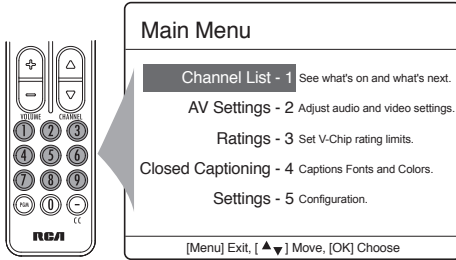 Main Menu
Channel List - 1 See what's on and what's next.
AV Settings - 2 Adjust audio and video settings.
Ratings - 3 Set V-Chip rating limits.
Closed Captioning - 4 Captions Fonts and Colors.
Settings - 5 Configuration.
[Menu] Exit, [ ▲▼ ] Move, [OK] Choose
+
−
VOLUME CHANNEL
1 2 3
4 5 6
7 8 9
PGM 0 −
CC
RCA